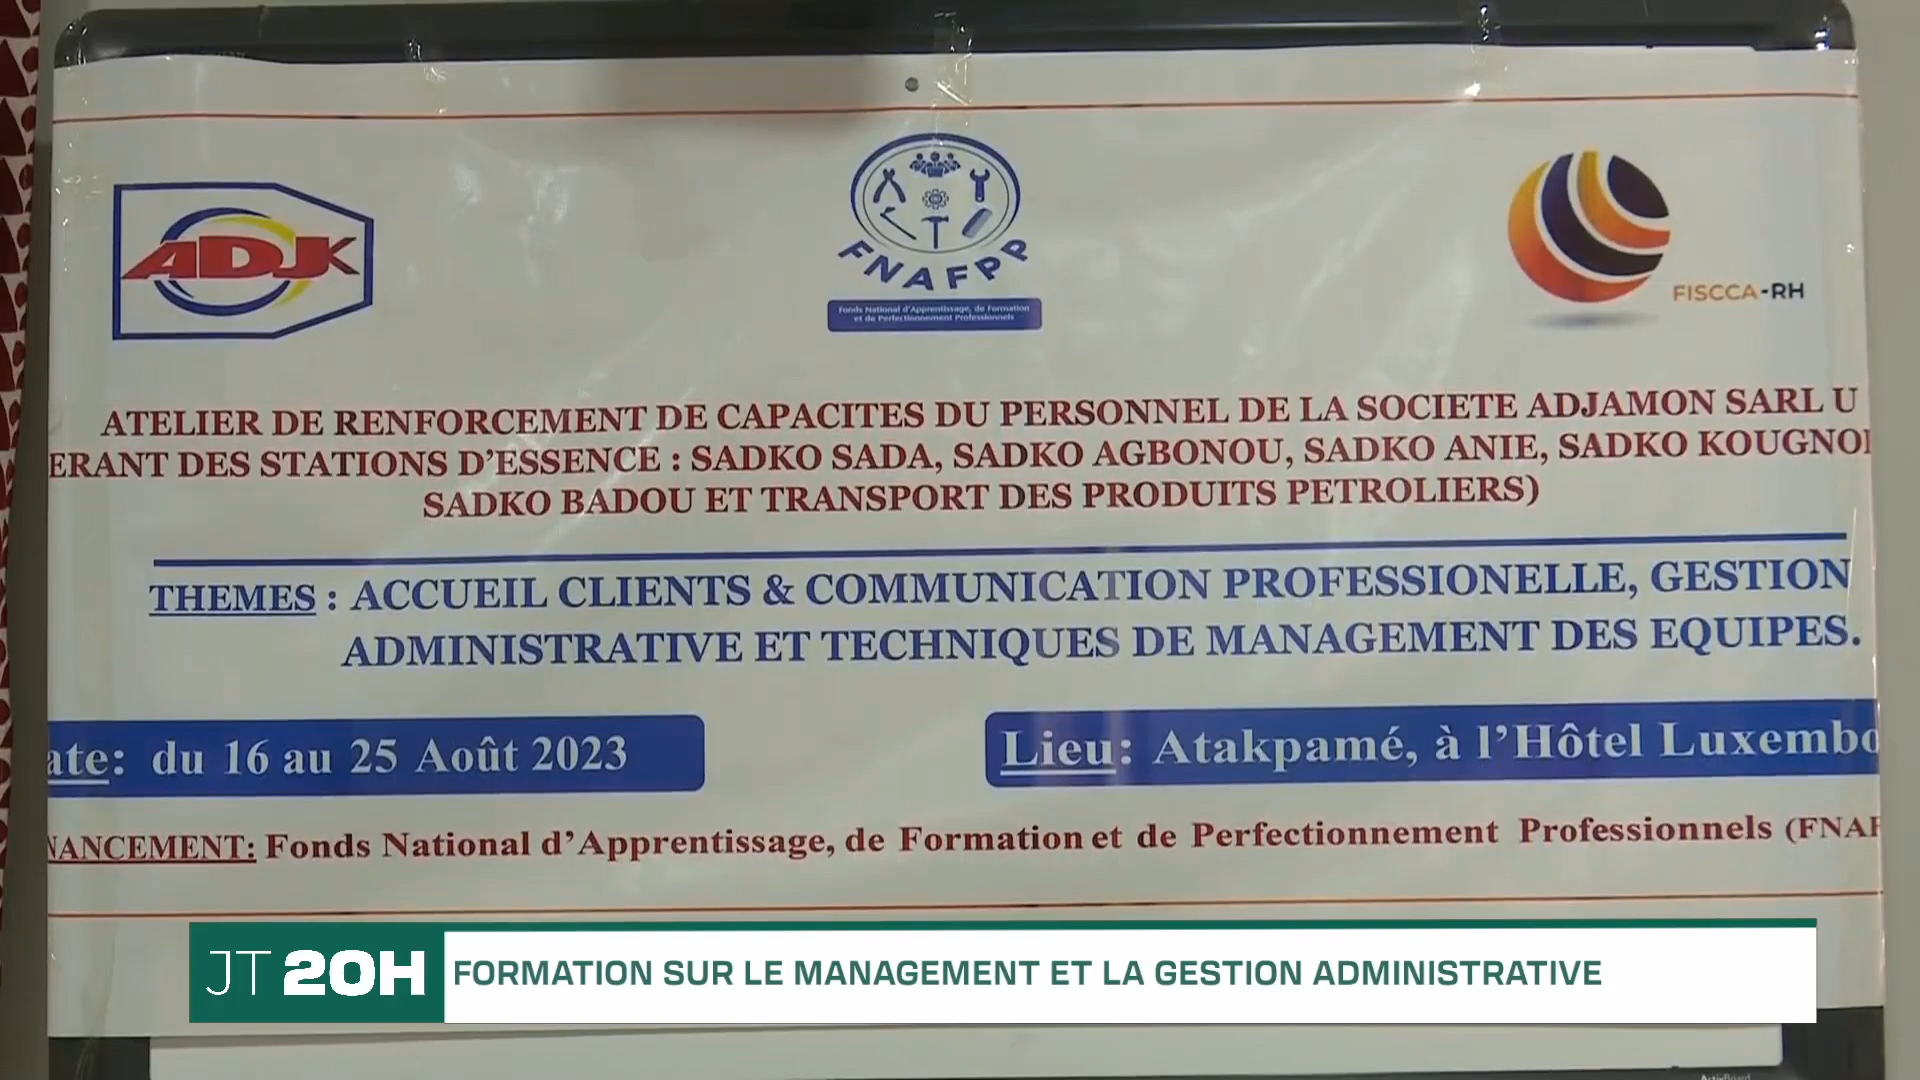 ADJK
FNAFPP
Fonds National d'Apprentissage, de Formation
et de Perfectionnement Professionnels
FISCCA-RH
ATELIER DE RENFORCEMENT DE CAPACITES DU PERSONNEL DE LA SOCIETE ADJAMON SARL U
ERANT DES STATIONS D'ESSENCE : SADKO SADA, SADKO AGBONOU, SADKO ANIE, SADKO KOUGNO
SADKO BADOU ET TRANSPORT DES PRODUITS PETROLIERS)
THEMES : ACCUEIL CLIENTS & COMMUNICATION PROFESSIONELLE, GESTION
ADMINISTRATIVE ET TECHNIQUES DE MANAGEMENT DES EQUIPES.
ate: du 16 au 25 Août 2023
Lieu: Atakpamé, à l'Hôtel Luxembo
NANCEMENT: Fonds National d'Apprentissage, de Formation et de Perfectionnement Professionnels (FNAF
JT 20H FORMATION SUR LE MANAGEMENT ET LA GESTION ADMINISTRATIVE